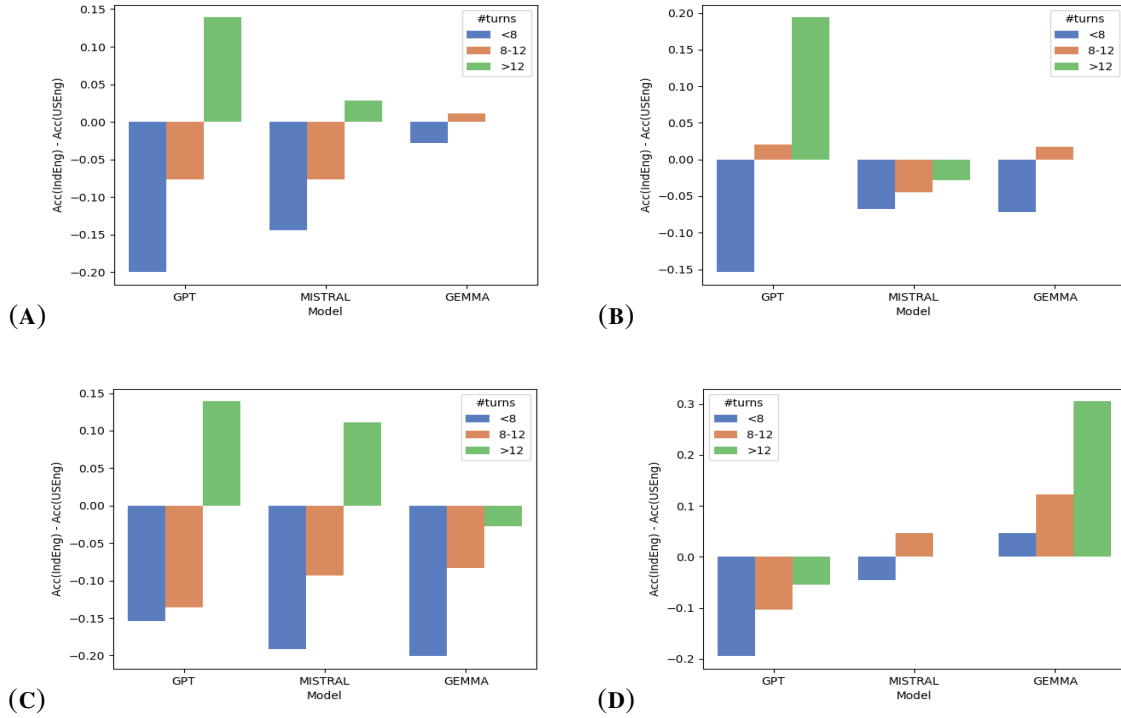 0.15
0.10
0.05
0.00
−0.05
−0.10
−0.15
−0.20
Acc(IndEng) - Acc(USEng)
#turns
<8
8-12
>12
GPT MISTRAL GEMMA
Model
(A)
0.20
0.15
0.10
0.05
0.00
−0.05
−0.10
−0.15
Acc(IndEng) - Acc(USEng)
#turns
<8
8-12
>12
GPT MISTRAL GEMMA
Model
(B)
0.15
0.10
0.05
0.00
−0.05
−0.10
−0.15
−0.20
Acc(IndEng) - Acc(USEng)
#turns
<8
8-12
>12
GPT MISTRAL GEMMA
Model
(C)
0.3
0.2
0.1
0.0
−0.1
−0.2
Acc(IndEng) - Acc(USEng)
#turns
<8
8-12
>12
GPT MISTRAL GEMMA
Model
(D)